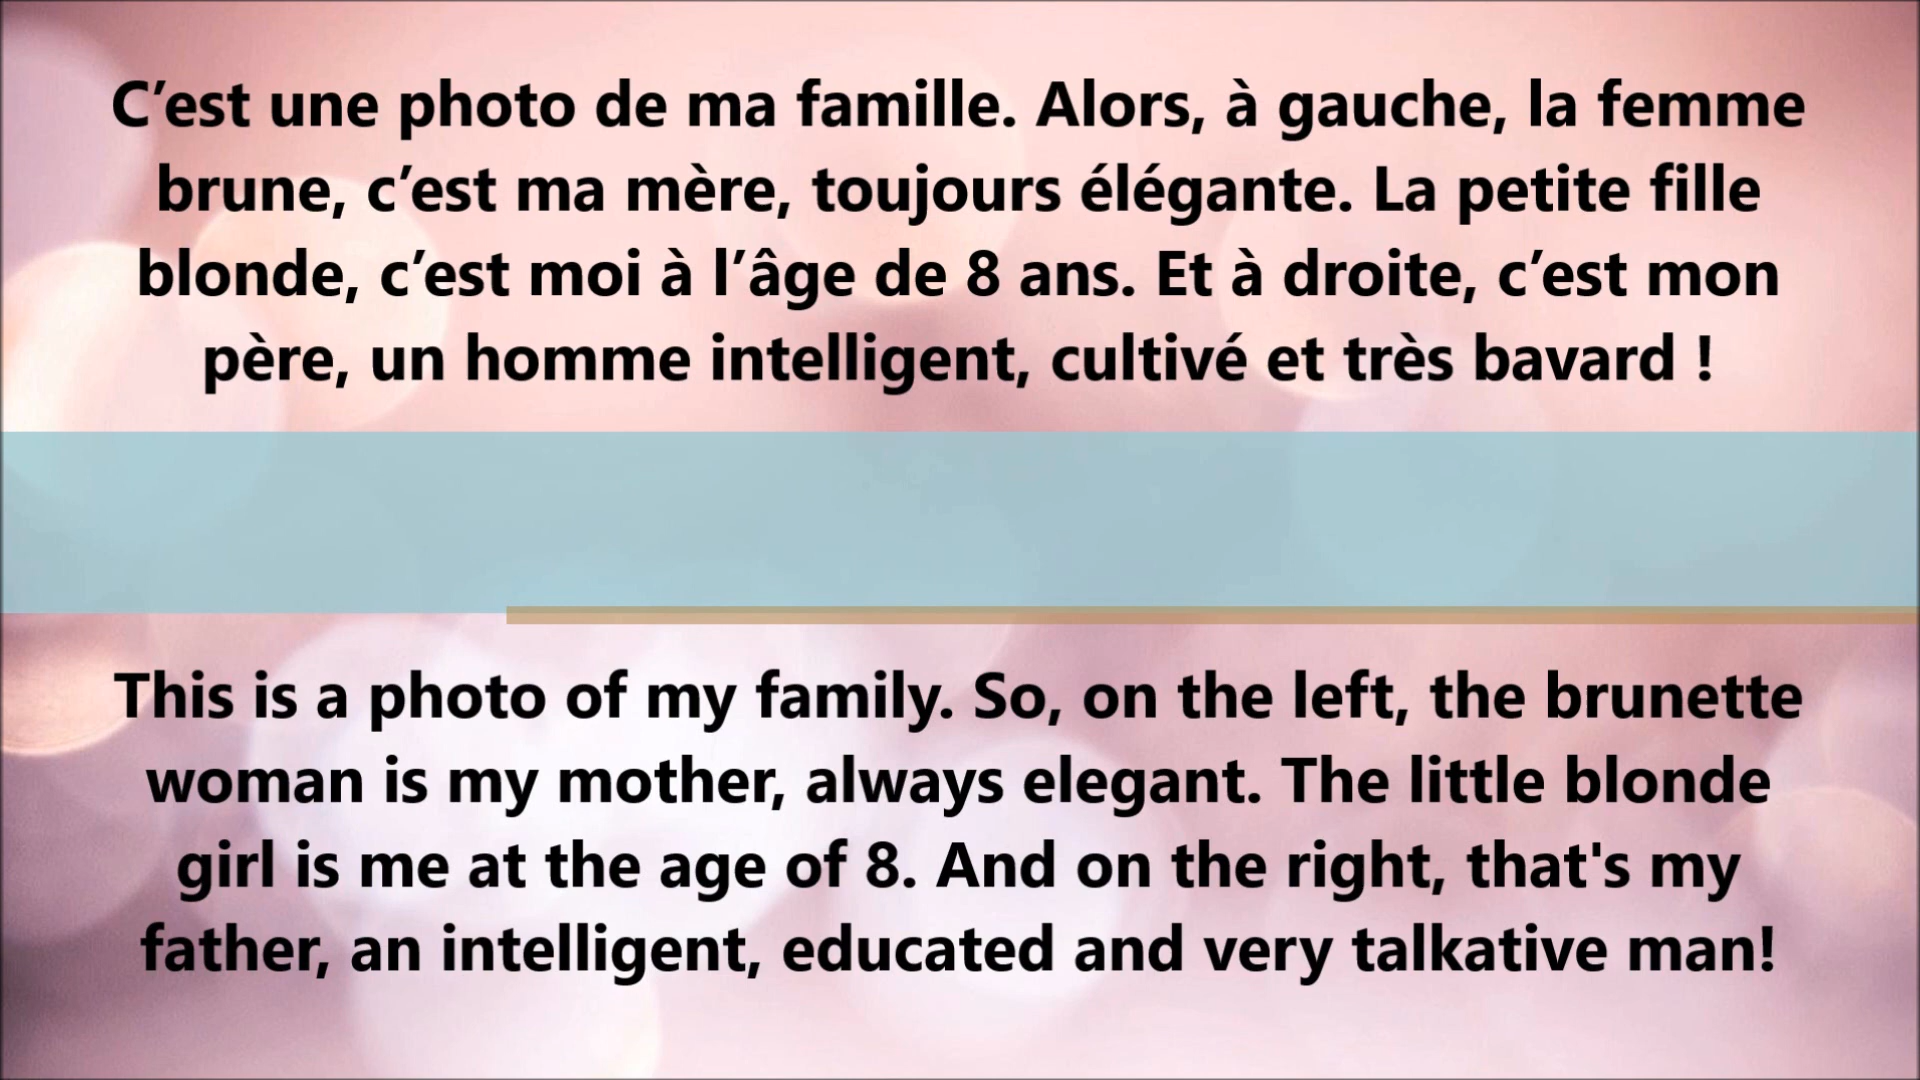 C’est une photo de ma famille. Alors, à gauche, la femme
brune, c’est ma mère, toujours élégante. La petite fille
blonde, c’est moi à l’âge de 8 ans. Et à droite, c’est mon
père, un homme intelligent, cultivé et très bavard !
This is a photo of my family. So, on the left, the brunette
woman is my mother, always elegant. The little blonde
girl is me at the age of 8. And on the right, that's my
father, an intelligent, educated and very talkative man!